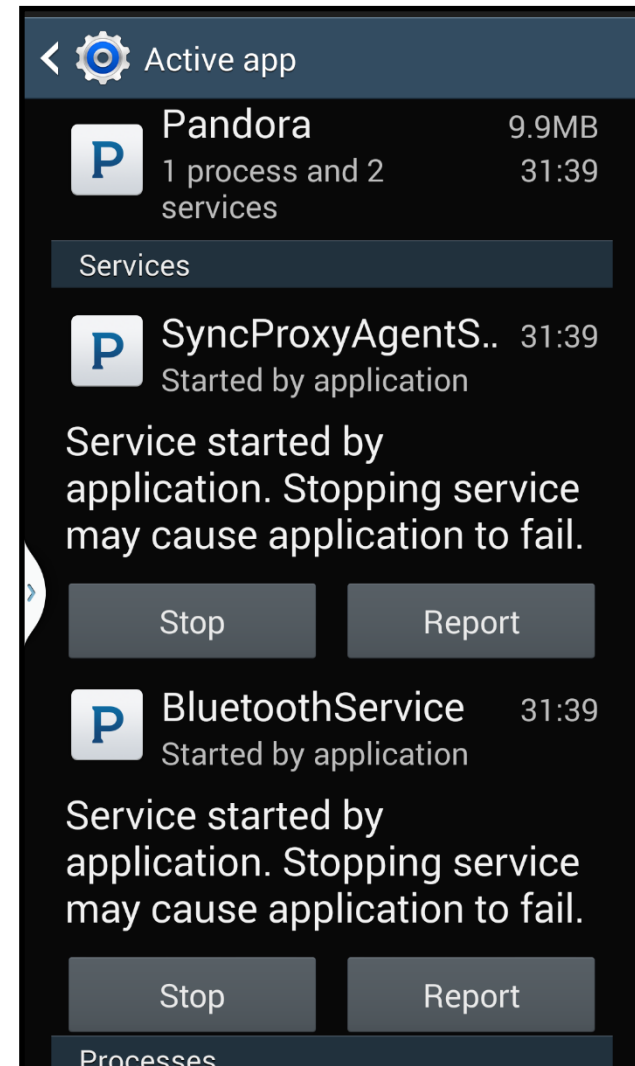 Active app
Pandora 9.9MB
1 process and 2 31:39
services
Services
SyncProxyAgentS.. 31:39
Started by application
Service started by
application. Stopping service
may cause application to fail.
Stop Report
BluetoothService 31:39
Started by application
Service started by
application. Stopping service
may cause application to fail.
Stop Report
Processes